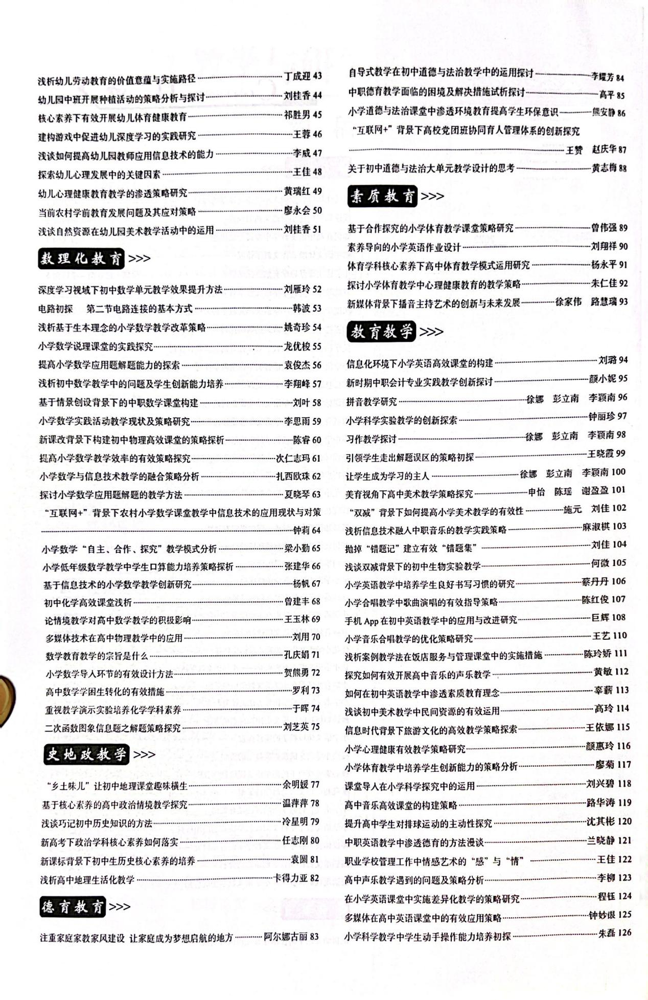 浅析幼儿劳动教育的价值意蕴与实施路径 丁成迎 43
幼儿园中班开展种植活动的策略分析与探讨 刘桂香 44
核心素养下有效开展幼儿体育健康教育 祁胜男 45
建构游戏中促进幼儿深度学习的实践研究 王蓉 46
浅谈如何提高幼儿园教师应用信息技术的能力 李威 47
探索幼儿心理发展中的关键因素 王佳 48
幼儿心理健康教育教学的渗透策略研究 黄瑞红 49
当前农村学前教育发展问题及其应对策略 廖永会 50
浅谈自然资源在幼儿园美术教学活动中的运用 刘桂香 51
数理化教育 >>>
深度学习视域下初中数学单元教学效果提升方法 刘雁玲 52
电路初探 第二节电路连接的基本方式 韩波 53
浅析基于生本理念的小学数学教学改革策略 姚奇珍 54
小学数学说理课堂的实践探究 龙优梭 55
提高小学数学应用题解题能力的探索 袁俊杰 56
浅析初中数学教学中的问题及学生创新能力培养 李翔峰 57
基于情景创设背景下的中职数学课堂构建 刘叶 58
小学数学实践活动教学现状及策略研究 李思雨 59
新课改背景下构建初中物理高效课堂的策略探析 陈睿 60
提高小学数学教学效率的有效策略探究 次仁志玛 61
小学数学与信息技术教学的融合策略分析 扎西欧珠 62
探讨小学数学应用题解题的教学方法 夏晓琴 63
“互联网+”背景下农村小学数学课堂教学中信息技术的应用现状与对策
钟莉 64
小学数学“自主、合作、探究”教学模式分析 梁小勤 65
小学低年级数学教学中学生口算能力培养策略探析 张建华 66
基于信息技术的小学数学教学创新研究 杨帆 67
初中化学高效课堂浅析 曾建丰 68
论情境教学对高中数学教学的积极影响 王玉林 69
多媒体技术在高中物理教学中的应用 刘用 70
数学教育教学的宗旨是什么 孔庆娟 71
小学数学导入环节的有效设计方法 贺熊勇 72
高中数学学困生转化的有效措施 罗利 73
重视教学演示实验培养化学学科素养 于晖 74
二次函数图象信息题之解题策略探究 刘芝英 75
史地政教学 >>>
“乡土味儿”让初中地理课堂趣味横生 余明媛 77
基于核心素养的高中政治情境教学探究 温萍萍 78
浅谈巧记初中历史知识的方法 冷星明 79
新高考下政治学科核心素养如何落实 任志刚 80
新课标背景下初中生历史核心素养的培养 袁圆 81
浅析高中地理生活化教学 卡得力亚 82
德育教育 >>>
注重家庭家教家风建设 让家庭成为梦想启航的地方 阿尔娜古丽 83
自导式教学在初中道德与法治教学中的运用探讨 李耀芳 84
中职德育教学面临的困境及解决措施试析探讨 高平 85
小学道德与法治课堂中渗透环境教育提高学生环保意识 熊安静 86
“互联网+”背景下高校党团班协同育人管理体系的创新探究
王赞 赵庆华 87
关于初中道德与法治大单元教学设计的思考 黄志梅 88
素质教育 >>>
基于合作探究的小学体育教学课堂策略研究 曾伟强 89
素养导向的小学英语作业设计 刘翔祥 90
体育学科核心素养下高中体育教学模式运用研究 杨永平 91
探讨小学体育教学中心理健康教育的教学策略 朱仁佳 92
新媒体背景下播音主持艺术的创新与未来发展 徐家伟 路慧瑞 93
教育教学 >>>
信息化环境下小学英语高效课堂的构建 刘璐 94
新时期中职会计专业实践教学创新探讨 颜小妮 95
拼音教学研究 徐娜 彭立南 李颖南 96
小学科学实验教学的创新探索 钟丽珍 97
习作教学探讨 徐娜 彭立南 李颖南 98
引领学生走出解题误区的策略初探 王晓霞 99
让学生成为学习的主人 徐娜 彭立南 李颖南 100
美育视角下高中美术教学策略探究 申怡 陈瑶 谢盈盈 101
“双减”背景下如何提高小学美术教学的有效性 施元 刘佳 102
浅析信息技术融入中职音乐的教学实践策略 麻淑棋 103
抛掉“错题记”建立有效“错题集” 刘佳 104
浅谈双减背景下的初中生物实验教学 何微 105
小学英语教学中培养学生良好书写习惯的研究 蔡丹丹 106
小学合唱教学中歌曲演唱的有效指导策略 陈红俊 107
手机 App 在初中英语教学中的应用与改进研究 巨辉 108
小学音乐合唱教学的优化策略研究 王艺 110
浅析案例教学法在饭店服务与管理课堂中的实施措施 陈玲娇 111
探究如何有效开展高中音乐的声乐教学 黄敏 112
如何在初中英语教学中渗透素质教育理念 辜薪 113
浅谈初中美术教学中民间资源的有效运用 高玲 114
信息时代背景下旅游文化的高效教学策略探索 王依娜 115
小学心理健康有效教学策略研究 颜惠玲 116
小学体育教学中培养学生创新能力的策略分析 廖菊 117
课堂导入在小学科学探究中的运用 刘兴碧 118
高中音乐高效课堂的构建策略 路华涛 119
提升高中学生对排球运动的主动性探究 沈其彬 120
中职英语教学中渗透德育的方法漫谈 兰晓静 121
职业学校管理工作中情感艺术的“感”与“情” 王佳 122
高中声乐教学遇到的问题及策略分析 李柳 123
在小学英语课堂中实施差异化教学的策略研究 程钰 124
多媒体在高中英语课堂中的有效应用策略 钟妙银 125
小学科学教学中学生动手操作能力培养初探 朱磊 126